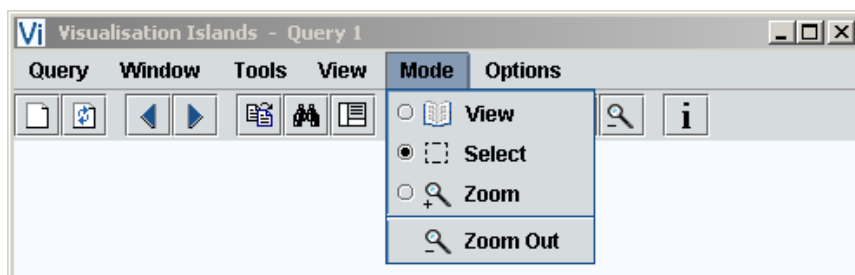 Vi Visualisation Islands - Query 1
Query Window Tools View Mode Options
i
View
Select
Zoom
Zoom Out